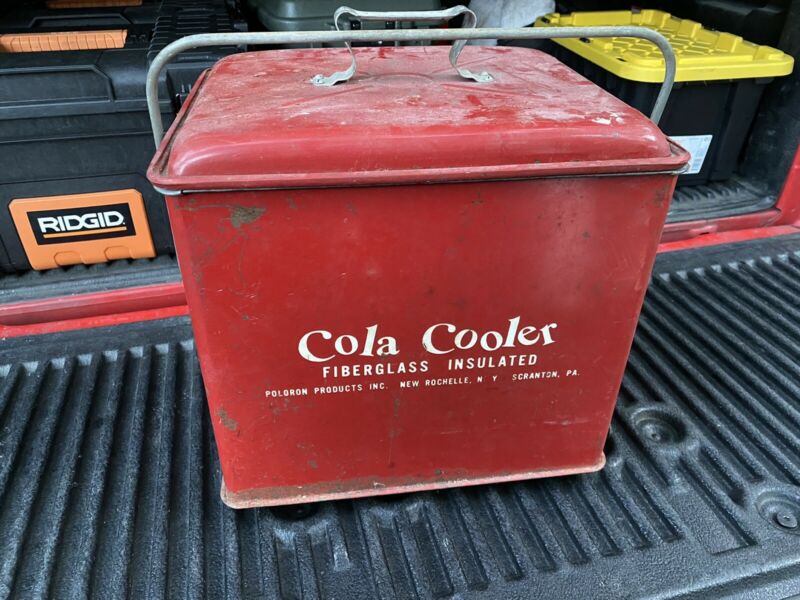 RIDGID
Cola Cooler
FIBERGLASS INSULATED
POLORON PRODUCTS INC. NEW ROCHELLE, N Y SCRANTON, PA.